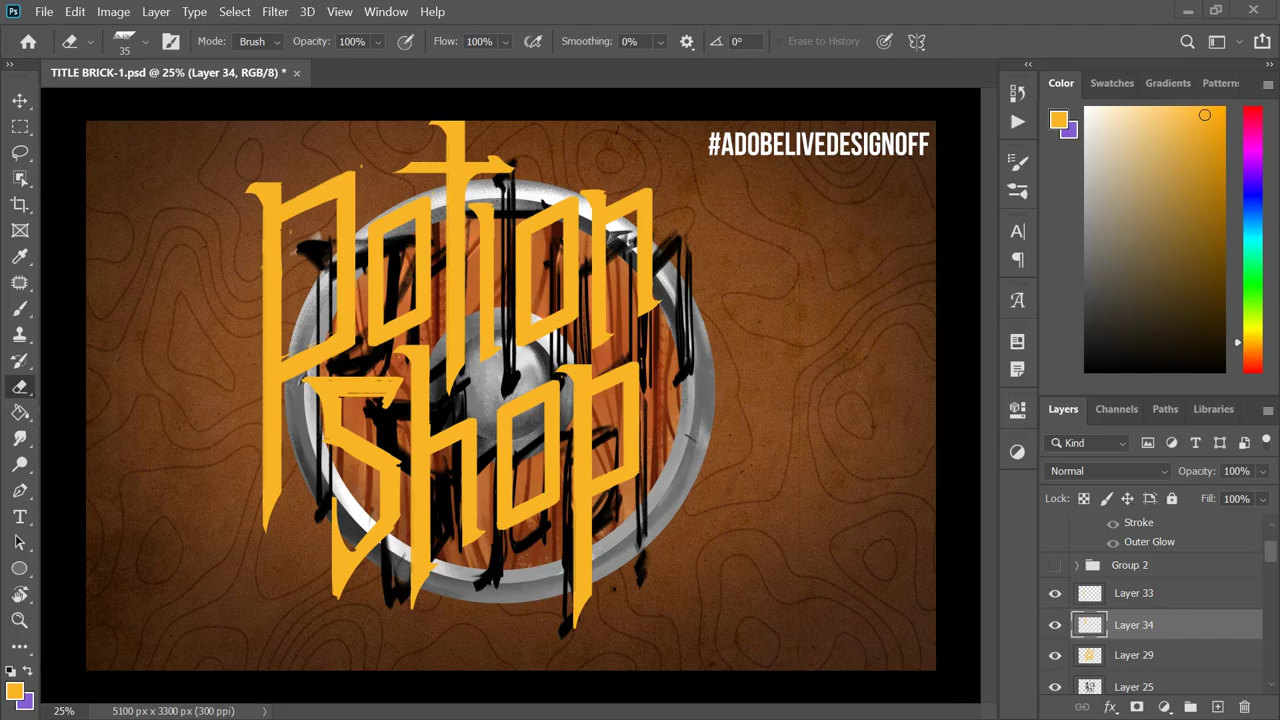 Ps File Edit Image Layer Type Select Filter 3D View Window Help
35 Mode: Brush Opacity: 100% Flow: 100% Smoothing: 0% 0° Erase to History
TITLE BRICK-1.psd @ 25% (Layer 34, RGB/8) *
#ADOBELIVEDESIGNOFF
Potion
Shop
Color Swatches Gradients Patterns
Layers Channels Paths Libraries
Kind
Normal Opacity: 100%
Lock: Fill: 100%
Stroke
Outer Glow
Group 2
Layer 33
Layer 34
Layer 29
Layer 25
25% 5100 px x 3300 px (300 ppi)